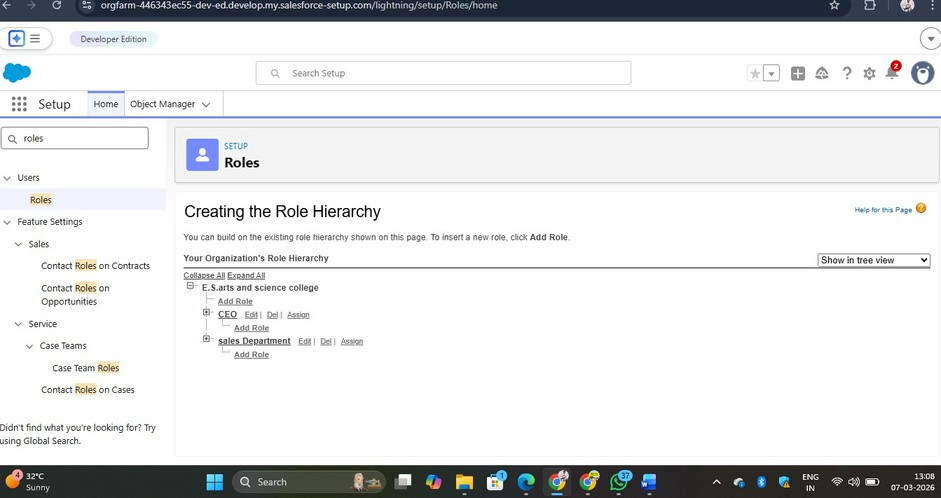 orgfarm-446343ec55-dev-ed.develop.my.salesforce-setup.com/lightning/setup/Roles/home
Developer Edition
Search Setup
2
Setup Home Object Manager
roles
Users
Roles
Feature Settings
Sales
Contact Roles on Contracts
Contact Roles on
Opportunities
Service
Case Teams
Case Team Roles
Contact Roles on Cases
Didn't find what you're looking for? Try
using Global Search.
SETUP
Roles
Creating the Role Hierarchy
Help for this Page
You can build on the existing role hierarchy shown on this page. To insert a new role, click Add Role.
Your Organization's Role Hierarchy
Show in tree view
Collapse All Expand All
E.S.arts and science college
Add Role
CEO Edit | Del | Assign
Add Role
sales Department Edit | Del | Assign
Add Role
4
32°C
Sunny
Search
1
37
ENG
IN
13:08
07-03-2026